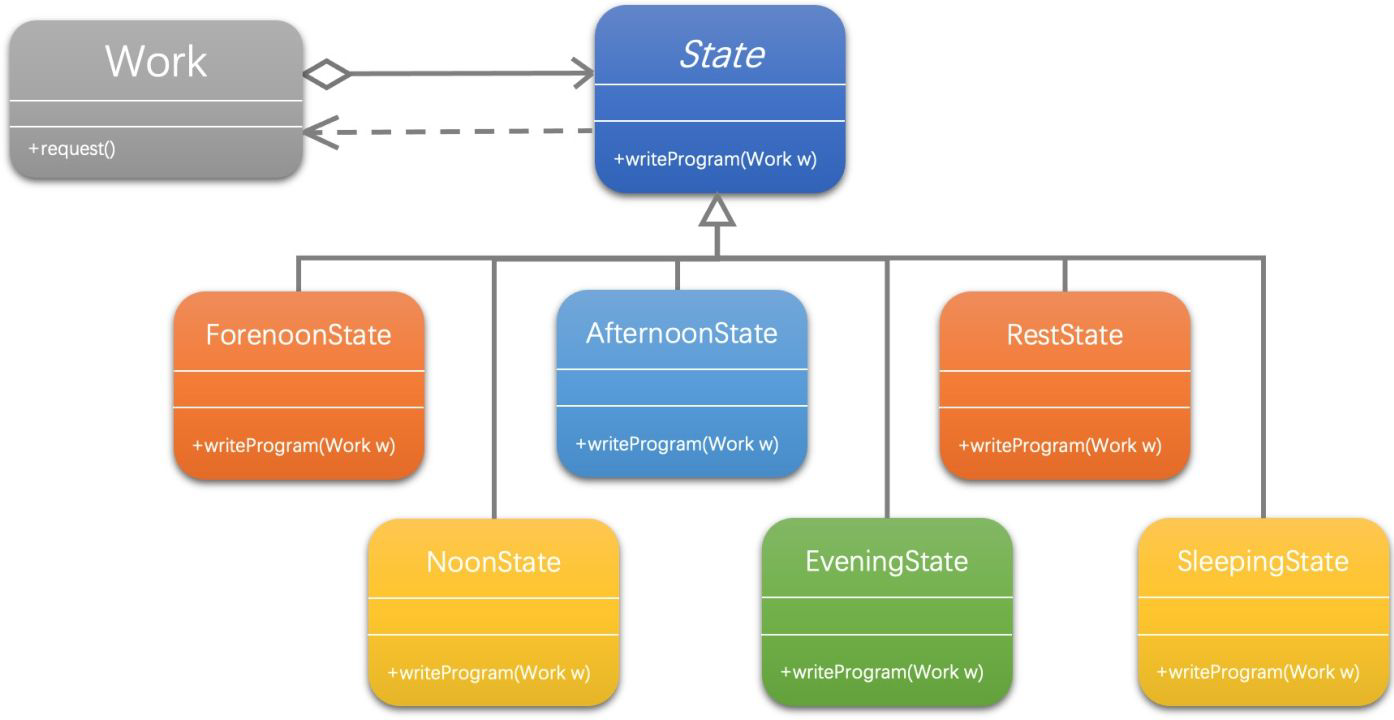 Work
+request()
State
+writeProgram(Work w)
ForenoonState
+writeProgram(Work w)
AfternoonState
+writeProgram(Work w)
RestState
+writeProgram(Work w)
NoonState
+writeProgram(Work w)
EveningState
+writeProgram(Work w)
SleepingState
+writeProgram(Work w)